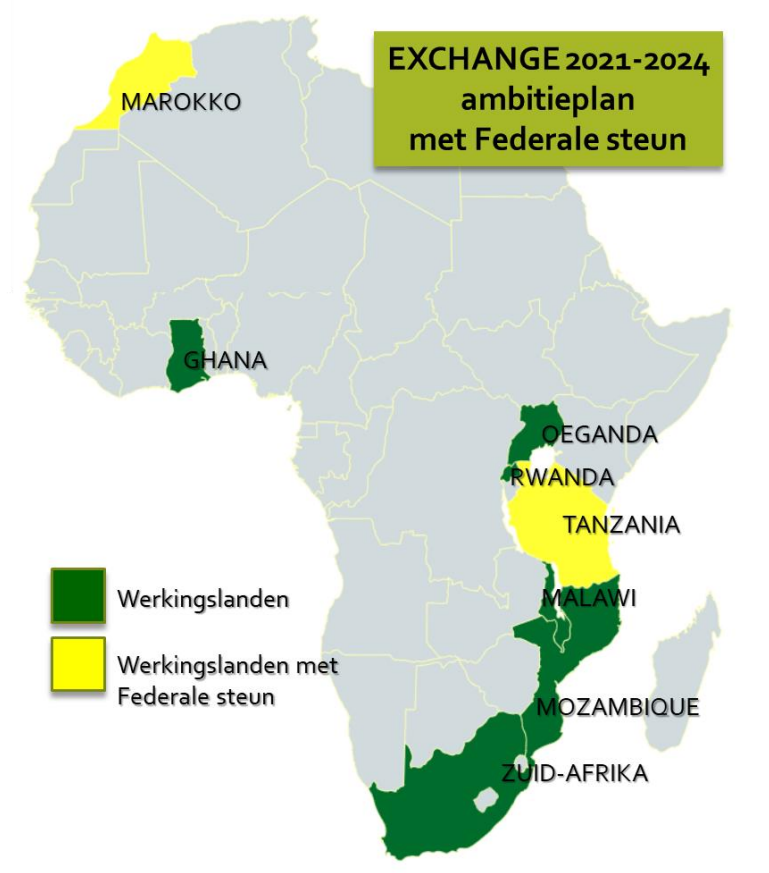 EXCHANGE 2021-2024
ambitieplan
met Federale steun
MAROKKO
GHANA
OEGANDA
RWANDA
TANZANIA
MALAWI
MOZAMBIQUE
ZUID-AFRIKA
Werkingslanden
Werkingslanden met
Federale steun